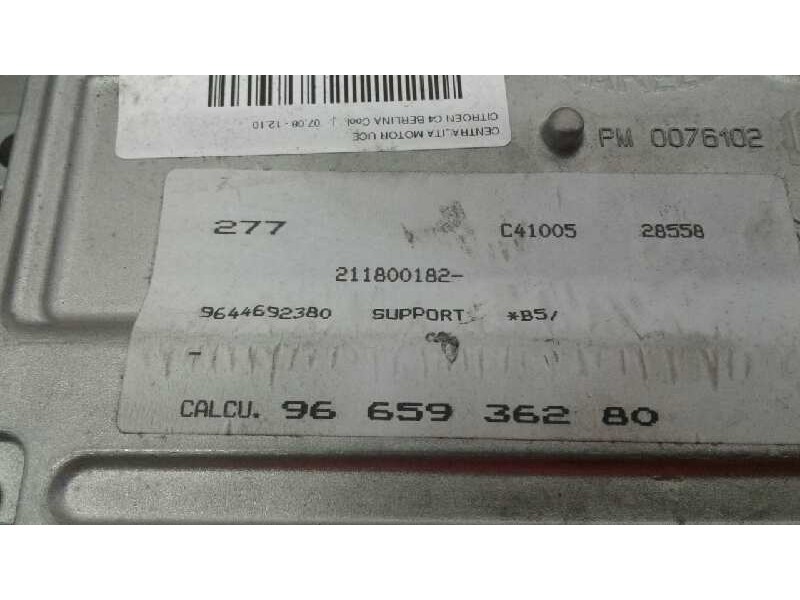 CENTRALITA MOTOR UCE
CITROEN C4 BERLINA Cool | 07.08 - 12.10
PM 0076102
277 C41005 28558
211800182-
9644692380 SUPPORT *B5/
-
CALCU. 96 659 362 80